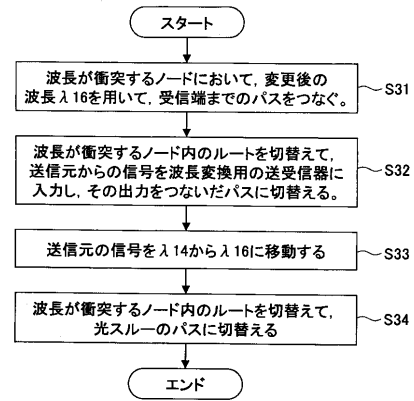 スタート
波長が衝突するノードにおいて,変更後の
波長λ16を用いて,受信端までのパスをつなぐ。
S31
波長が衝突するノード内のルートを切替えて,
送信元からの信号を波長変換用の送受信器に
入力し,その出力をつないだパスに切替える。
S32
送信元の信号をλ14からλ16に移動する
S33
波長が衝突するノード内のルートを切替えて,
光スルーのパスに切替える
S34
エンド